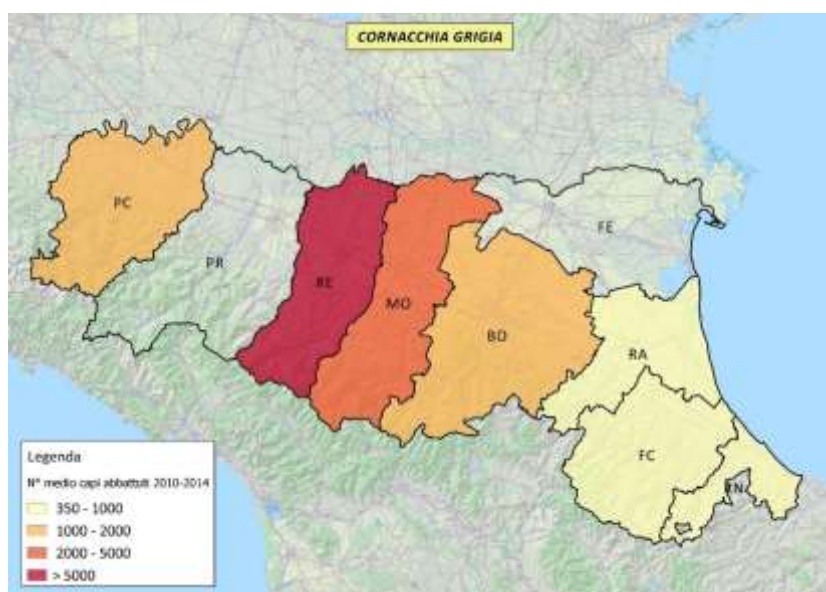 CORNACCHIA GRIGIA
PC
PR
RE
MO
BO
FE
RA
FC
RN
Legenda
N° medio capi abbattuti 2010-2014
350 - 1000
1000 - 2000
2000 - 5000
> 5000